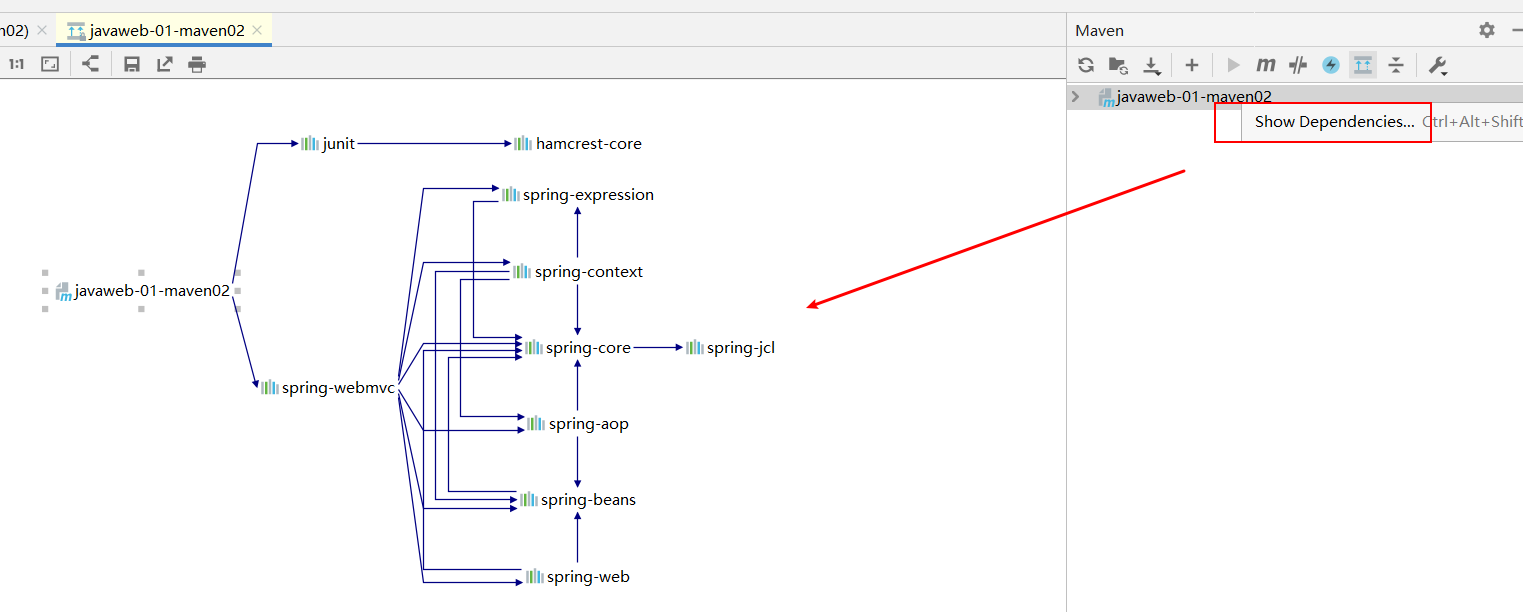 n02)
javaweb-01-maven02
Maven
1:1
m
javaweb-01-maven02
Show Dependencies... Ctrl+Alt+Shift
junit
hamcrest-core
spring-expression
spring-context
javaweb-01-maven02
spring-core
spring-jcl
spring-webmvc
spring-aop
spring-beans
spring-web